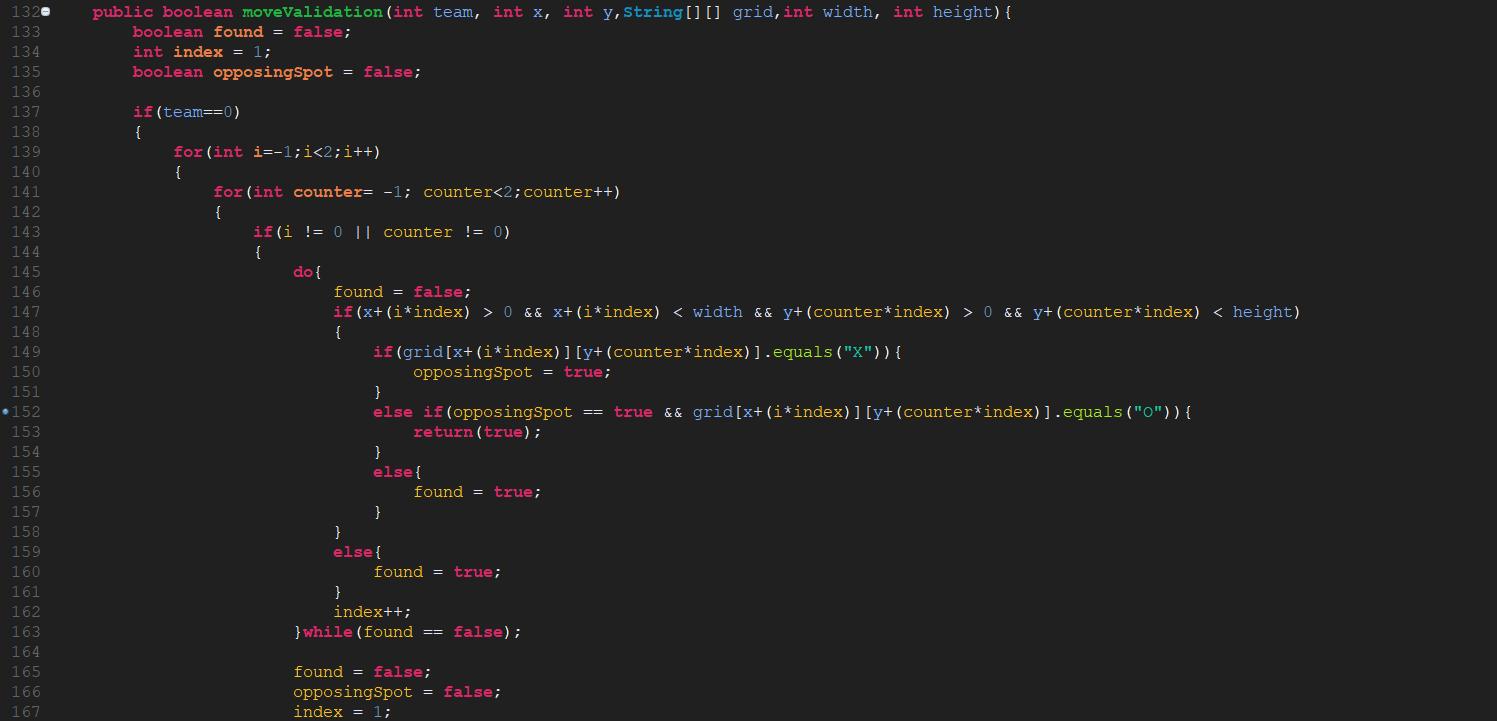 132 public boolean moveValidation(int team, int x, int y,String[][] grid,int width, int height){
133 boolean found = false;
134 int index = 1;
135 boolean opposingSpot = false;
136
137 if(team==0)
138 {
139 for(int i=-1;i<2;i++)
140 {
141 for(int counter= -1; counter<2;counter++)
142 {
143 if(i != 0 || counter != 0)
144 {
145 do{
146 found = false;
147 if(x+(i*index) > 0 && x+(i*index) < width && y+(counter*index) > 0 && y+(counter*index) < height)
148 {
149 if(grid[x+(i*index)][y+(counter*index)].equals("X")){
150 opposingSpot = true;
151 }
152 else if(opposingSpot == true && grid[x+(i*index)][y+(counter*index)].equals("O")){
153 return(true);
154 }
155 else{
156 found = true;
157 }
158 }
159 else{
160 found = true;
161 }
162 index++;
163 }while(found == false);
164
165 found = false;
166 opposingSpot = false;
167 index = 1;